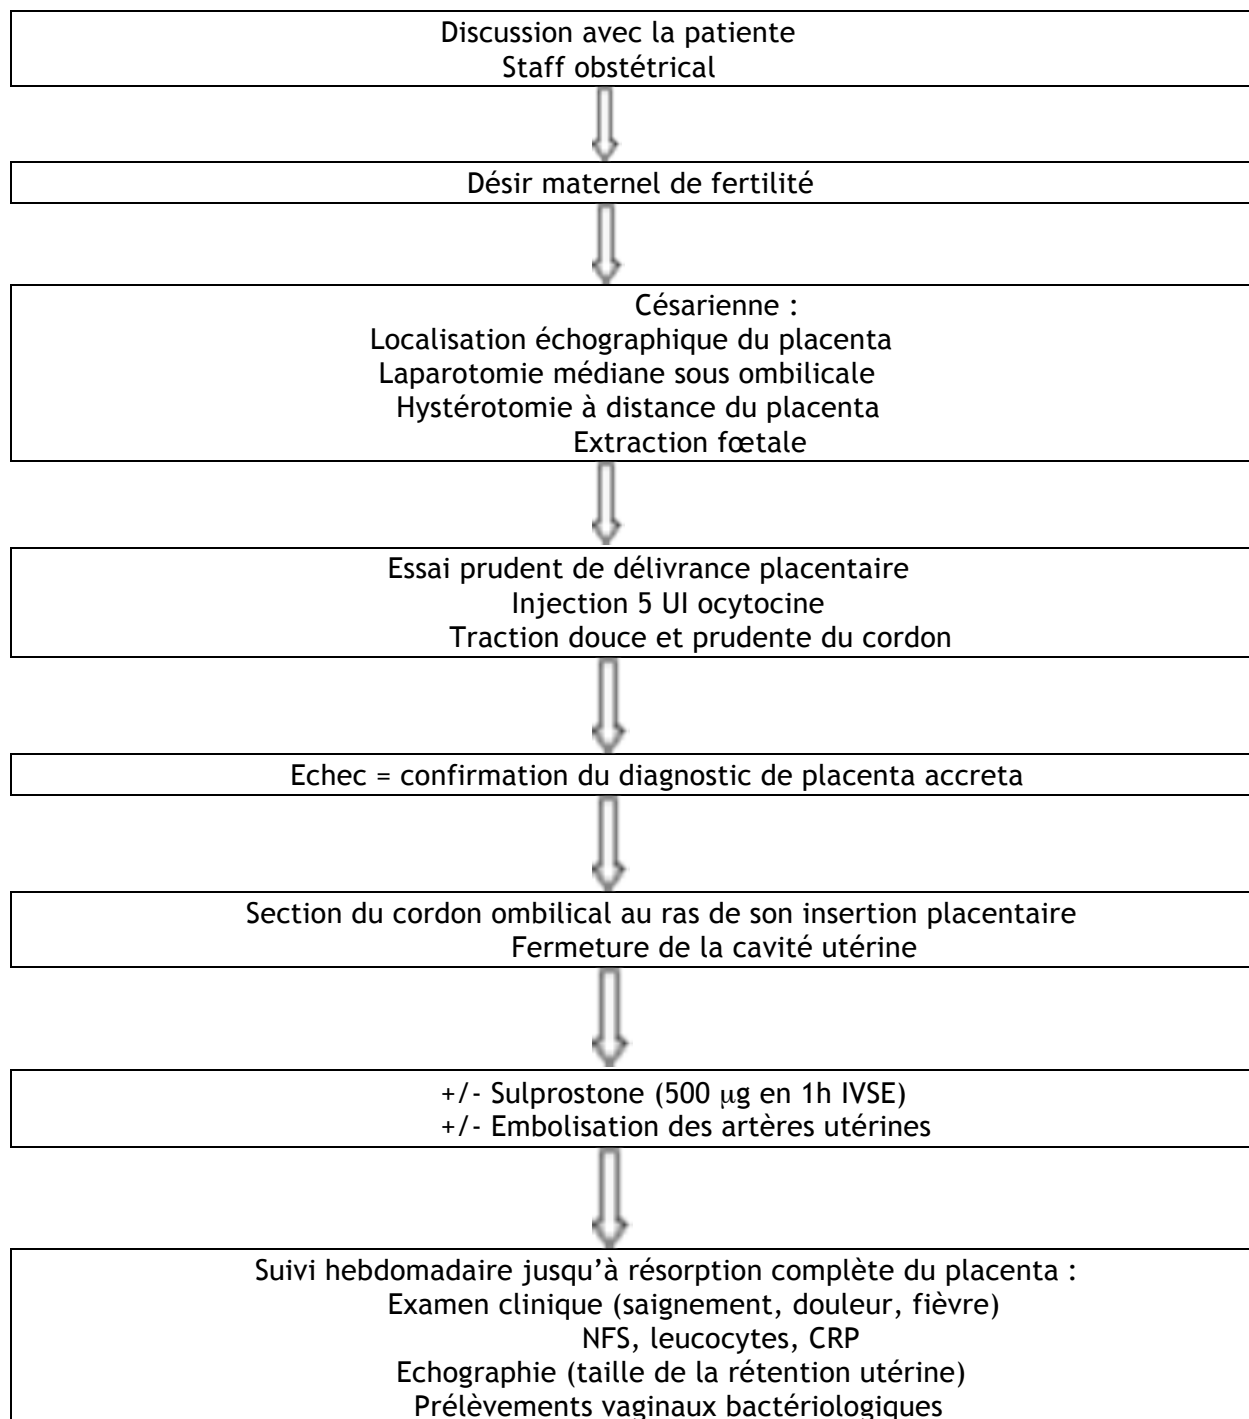 Discussion avec la patiente
Staff obstétrical
Désir maternel de fertilité
Césarienne :
Localisation échographique du placenta
Laparotomie médiane sous ombilicale
Hystérotomie à distance du placenta
Extraction fœtale
Essai prudent de délivrance placentaire
Injection 5 UI ocytocine
Traction douce et prudente du cordon
Echec = confirmation du diagnostic de placenta accreta
Section du cordon ombilical au ras de son insertion placentaire
Fermeture de la cavité utérine
+/- Sulprostone (500 µg en 1h IVSE)
+/- Embolisation des artères utérines
Suivi hebdomadaire jusqu’à résorption complète du placenta :
Examen clinique (saignement, douleur, fièvre)
NFS, leucocytes, CRP
Echographie (taille de la rétention utérine)
Prélèvements vaginaux bactériologiques